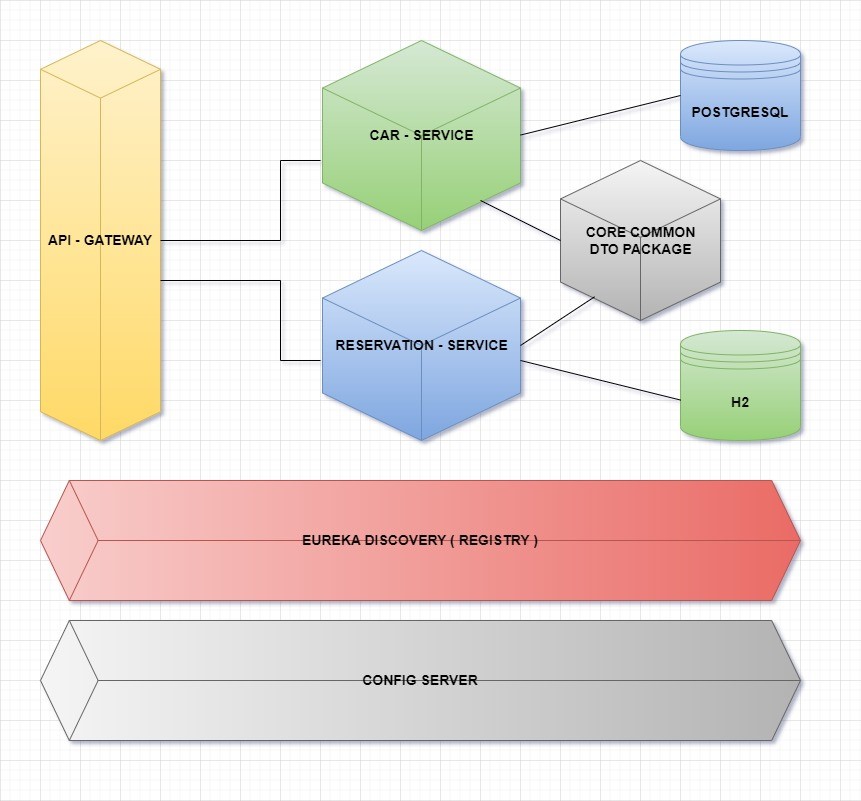 API - GATEWAY
CAR - SERVICE
POSTGRESQL
CORE COMMON
DTO PACKAGE
RESERVATION - SERVICE
H2
EUREKA DISCOVERY ( REGISTRY )
CONFIG SERVER